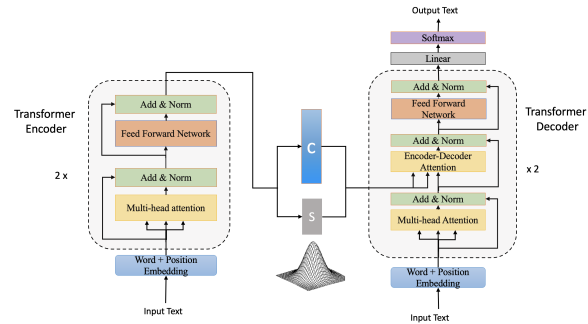 Output Text
Softmax
Linear
Add & Norm
Feed Forward
Network
Add & Norm
Encoder-Decoder
Attention
Add & Norm
Multi-head Attention
Word + Position
Embedding
Input Text
Transformer
Decoder
x 2
C
S
Transformer
Encoder
2 x
Add & Norm
Feed Forward Network
Add & Norm
Multi-head attention
Word + Position
Embedding
Input Text